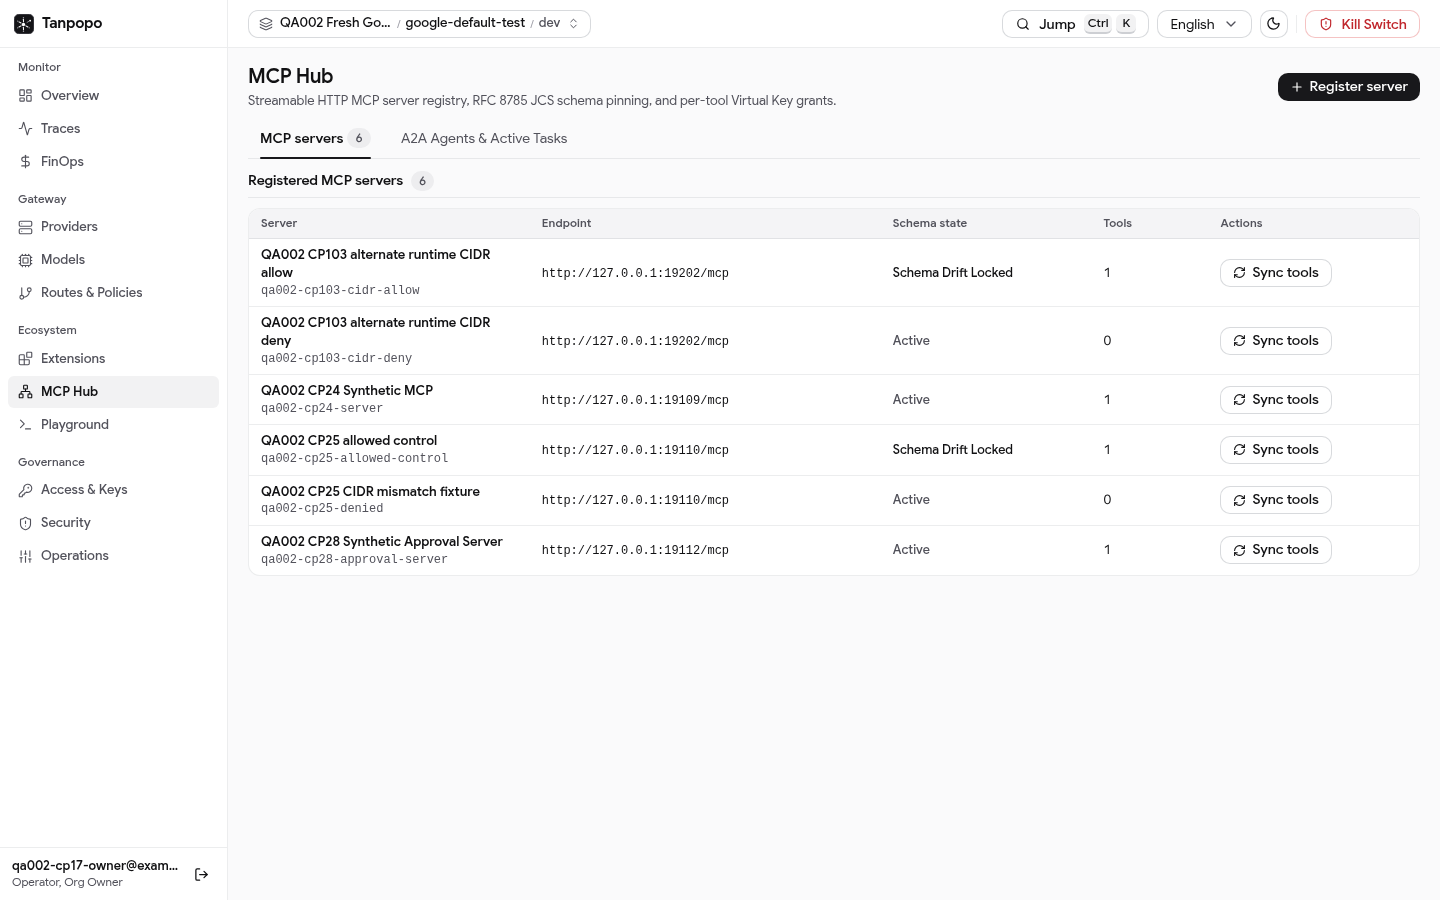 Tanpopo
QA002 Fresh Go... / google-default-test / dev
Jump Ctrl K
English
Kill Switch
Monitor
Overview
Traces
FinOps
Gateway
Providers
Models
Routes & Policies
Ecosystem
Extensions
MCP Hub
Playground
Governance
Access & Keys
Security
Operations
qa002-cp17-owner@exam...
Operator, Org Owner
MCP Hub
Streamable HTTP MCP server registry, RFC 8785 JCS schema pinning, and per-tool Virtual Key grants.
+ Register server
MCP servers 6 A2A Agents & Active Tasks
Registered MCP servers 6
Server Endpoint Schema state Tools Actions
QA002 CP103 alternate runtime CIDR
allow
qa002-cp103-cidr-allow
http://127.0.0.1:19202/mcp Schema Drift Locked 1 Sync tools
QA002 CP103 alternate runtime CIDR
deny
qa002-cp103-cidr-deny
http://127.0.0.1:19202/mcp Active 0 Sync tools
QA002 CP24 Synthetic MCP
qa002-cp24-server
http://127.0.0.1:19109/mcp Active 1 Sync tools
QA002 CP25 allowed control
qa002-cp25-allowed-control
http://127.0.0.1:19110/mcp Schema Drift Locked 1 Sync tools
QA002 CP25 CIDR mismatch fixture
qa002-cp25-denied
http://127.0.0.1:19110/mcp Active 0 Sync tools
QA002 CP28 Synthetic Approval Server
qa002-cp28-approval-server
http://127.0.0.1:19112/mcp Active 1 Sync tools